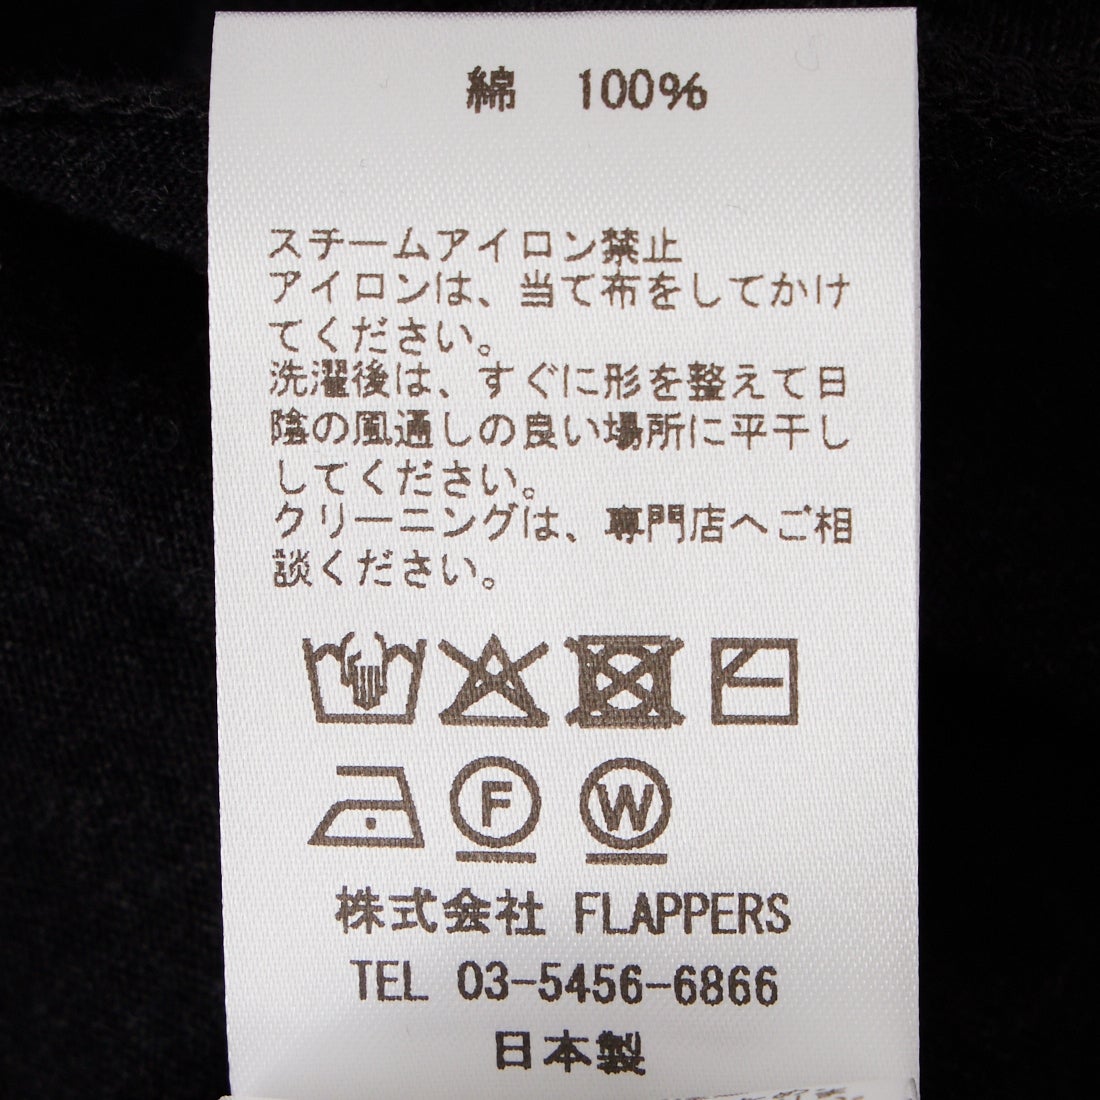 綿 100%
スチームアイロン禁止
アイロンは、当て布をしてかけ
てください。
洗濯後は、すぐに形を整えて日
陰の風通しの良い場所に平干し
してください。
クリーニングは、専門店へご相
談ください。
F W
株式会社 FLAPPERS
TEL 03-5456-6866
日本製